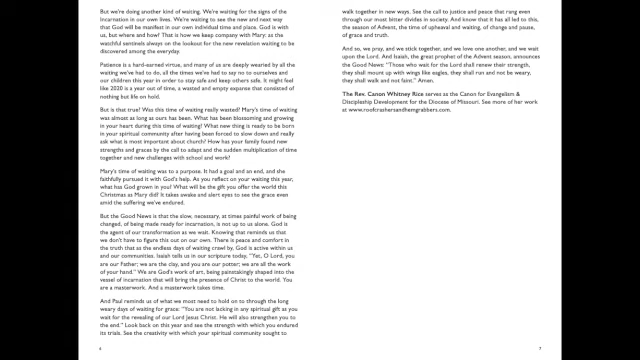 But we're doing another kind of waiting. We're waiting for the signs of the
Incarnation in our own lives. We're waiting to see the new and next
way that God will be manifest in our own individual time and place. God is with
us, but where and how? That is how we keep company with Mary: as
the watchful sentinels always on the lookout for the new revelation waiting to be
discovered among the everyday.
Patience is a hard-earned virtue, and many of us are deeply wearied by all the
waiting we've had to do, all the times we've had to say no to ourselves and
our children this year in order to stay safe and keep others safe. It might feel
like 2020 is a year out of time, a wasted and empty expanse that consisted of
nothing but life on hold.
But is that true? Was this time of waiting really wasted? Mary's time of waiting
was almost as long as ours has been. What has been blossoming and growing
in your heart during this time of waiting? What new thing is ready to be born
in your spiritual community after having been forced to slow down and really
ask what is most important about church? How has your family found new
strengths and graces by the call to adapt and the sudden multiplication of time
together and new challenges with school and work?
Mary's time of waiting was to a purpose. It had a goal and an end, and she
faithfully pursued it with God's help. As you reflect on your waiting this year,
what has God grown in you? What will be the gift you offer the world this
Christmas as Mary did? It takes awake and alert eyes to see the grace even
amid the suffering we've endured.
But the Good News is that the slow, necessary, at times painful work of being
changed, of being made ready for incarnation, is not up to us alone. God is
the agent of our transformation as we wait. Knowing that reminds us that
we don't have to figure this out on our own. There is peace and comfort in
the truth that as the endless days of waiting crawl by, God is active within us
and our communities. Isaiah tells us in our scripture today, "Yet, O Lord, you
are our Father; we are the clay, and you are our potter; we are all the work
of your hand." We are God's work of art, being painstakingly shaped into the
vessel of incarnation that will bring the presence of Christ to the world. You
are a masterwork. And a masterwork takes time.
And Paul reminds us of what we most need to hold on to through the long
weary days of waiting for grace: "You are not lacking in any spiritual gift as you
wait for the revealing of our Lord Jesus Christ. He will also strengthen you to
the end." Look back on this year and see the strength with which you endured
its trials. See the creativity with which your spiritual community sought to
6
walk together in new ways. See the call to justice and peace that rang even
through our most bitter divides in society. And know that it has all led to this,
the season of Advent, the time of upheaval and waiting, of change and pause,
of grace and truth.
And so, we pray, and we stick together, and we love one another, and we wait
upon the Lord. And Isaiah, the great prophet of the Advent season, announces
the Good News: "Those who wait for the Lord shall renew their strength,
they shall mount up with wings like eagles, they shall run and not be weary,
they shall walk and not faint." Amen.
The Rev. Canon Whitney Rice serves as the Canon for Evangelism &
Discipleship Development for the Diocese of Missouri. See more of her work
at www.roofcrashersandhemgrabbers.com.
7